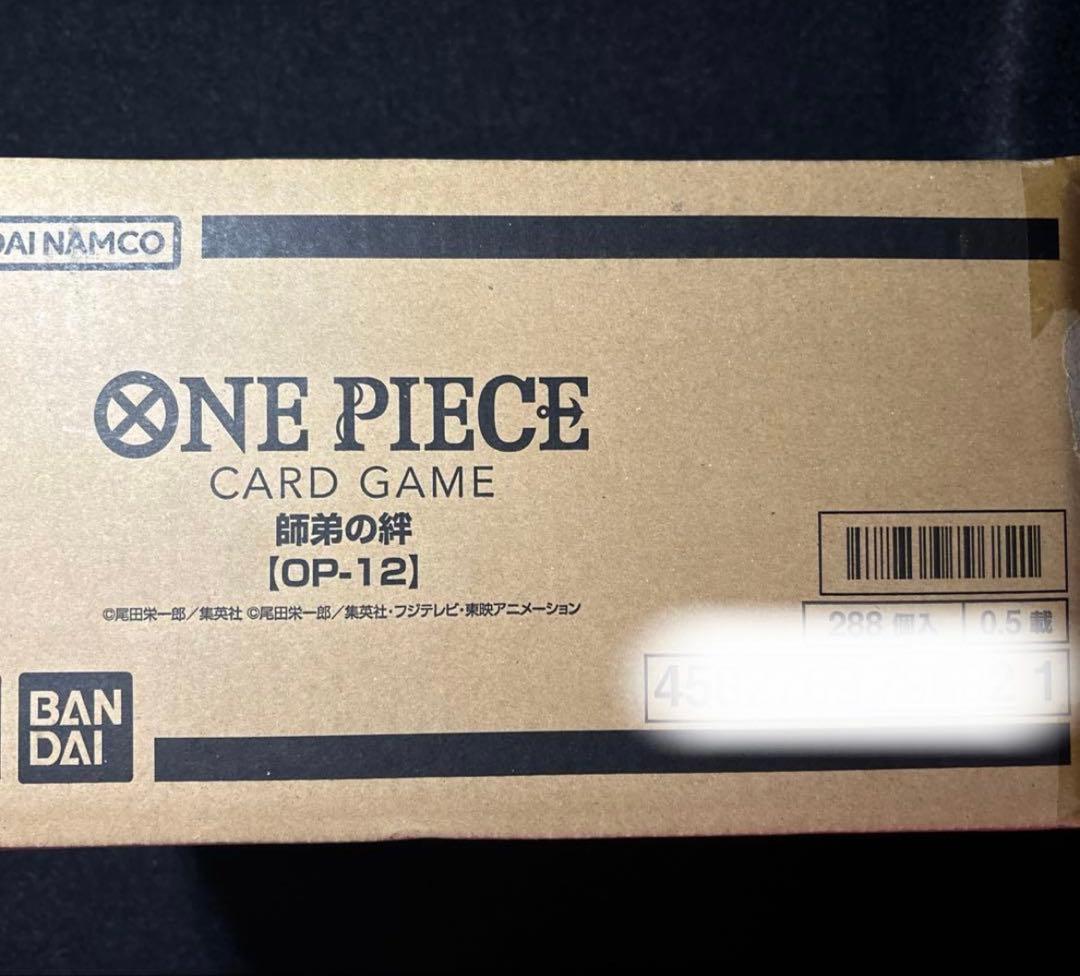 DAI NAMCO
ONE PIECE
CARD GAME
師弟の絆
【OP-12】
©尾田栄一郎／集英社 ©尾田栄一郎／集英社・フジテレビ・東映アニメーション
288 個入 0.5 載
BAN
DAI